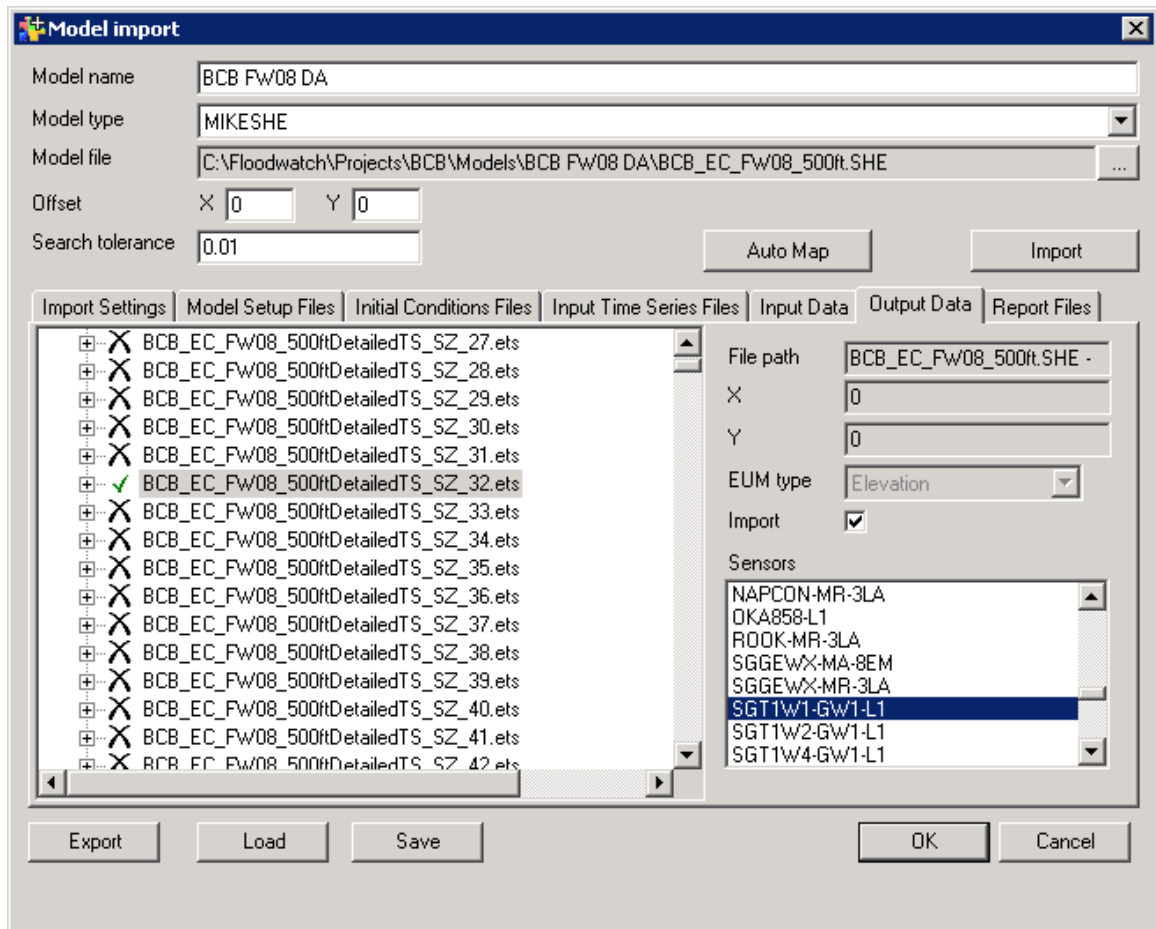 Model import
Model name BCB FW08 DA
Model type MIKESHE
Model file C:\Floodwatch\Projects\BCB\Models\BCB FW08 DA\BCB_EC_FW08_500ft.SHE ...
Offset X 0 Y 0
Search tolerance 0.01 Auto Map Import
Import Settings Model Setup Files Initial Conditions Files Input Time Series Files Input Data Output Data Report Files
BCB_EC_FW08_500ftDetailedTS_SZ_27.ets
BCB_EC_FW08_500ftDetailedTS_SZ_28.ets
BCB_EC_FW08_500ftDetailedTS_SZ_29.ets
BCB_EC_FW08_500ftDetailedTS_SZ_30.ets
BCB_EC_FW08_500ftDetailedTS_SZ_31.ets
BCB_EC_FW08_500ftDetailedTS_SZ_32.ets
BCB_EC_FW08_500ftDetailedTS_SZ_33.ets
BCB_EC_FW08_500ftDetailedTS_SZ_34.ets
BCB_EC_FW08_500ftDetailedTS_SZ_35.ets
BCB_EC_FW08_500ftDetailedTS_SZ_36.ets
BCB_EC_FW08_500ftDetailedTS_SZ_37.ets
BCB_EC_FW08_500ftDetailedTS_SZ_38.ets
BCB_EC_FW08_500ftDetailedTS_SZ_39.ets
BCB_EC_FW08_500ftDetailedTS_SZ_40.ets
BCB_EC_FW08_500ftDetailedTS_SZ_41.ets
BCB_EC_FW08_500ftDetailedTS_SZ_42.ets
File path BCB_EC_FW08_500ft.SHE -
X 0
Y 0
EUM type Elevation
Import
Sensors
NAPCON-MR-3LA
OKA858-L1
ROOK-MR-3LA
SGGEWX-MA-8EM
SGGEWX-MR-3LA
SGT1W1-GW1-L1
SGT1W2-GW1-L1
SGT1W4-GW1-L1
Export Load Save OK Cancel